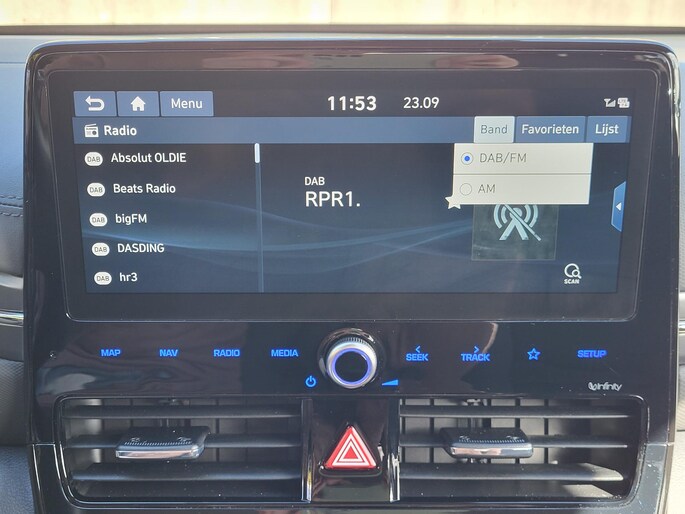 Menu 11:53 23.09
Radio Band Favorieten Lijst
DAB Absolut OLDIE
DAB Beats Radio
DAB bigFM
DAB DASDING
DAB hr3
DAB
RPR1.
DAB/FM
AM
SCAN
MAP NAV RADIO MEDIA SEEK TRACK SETUP
infinity